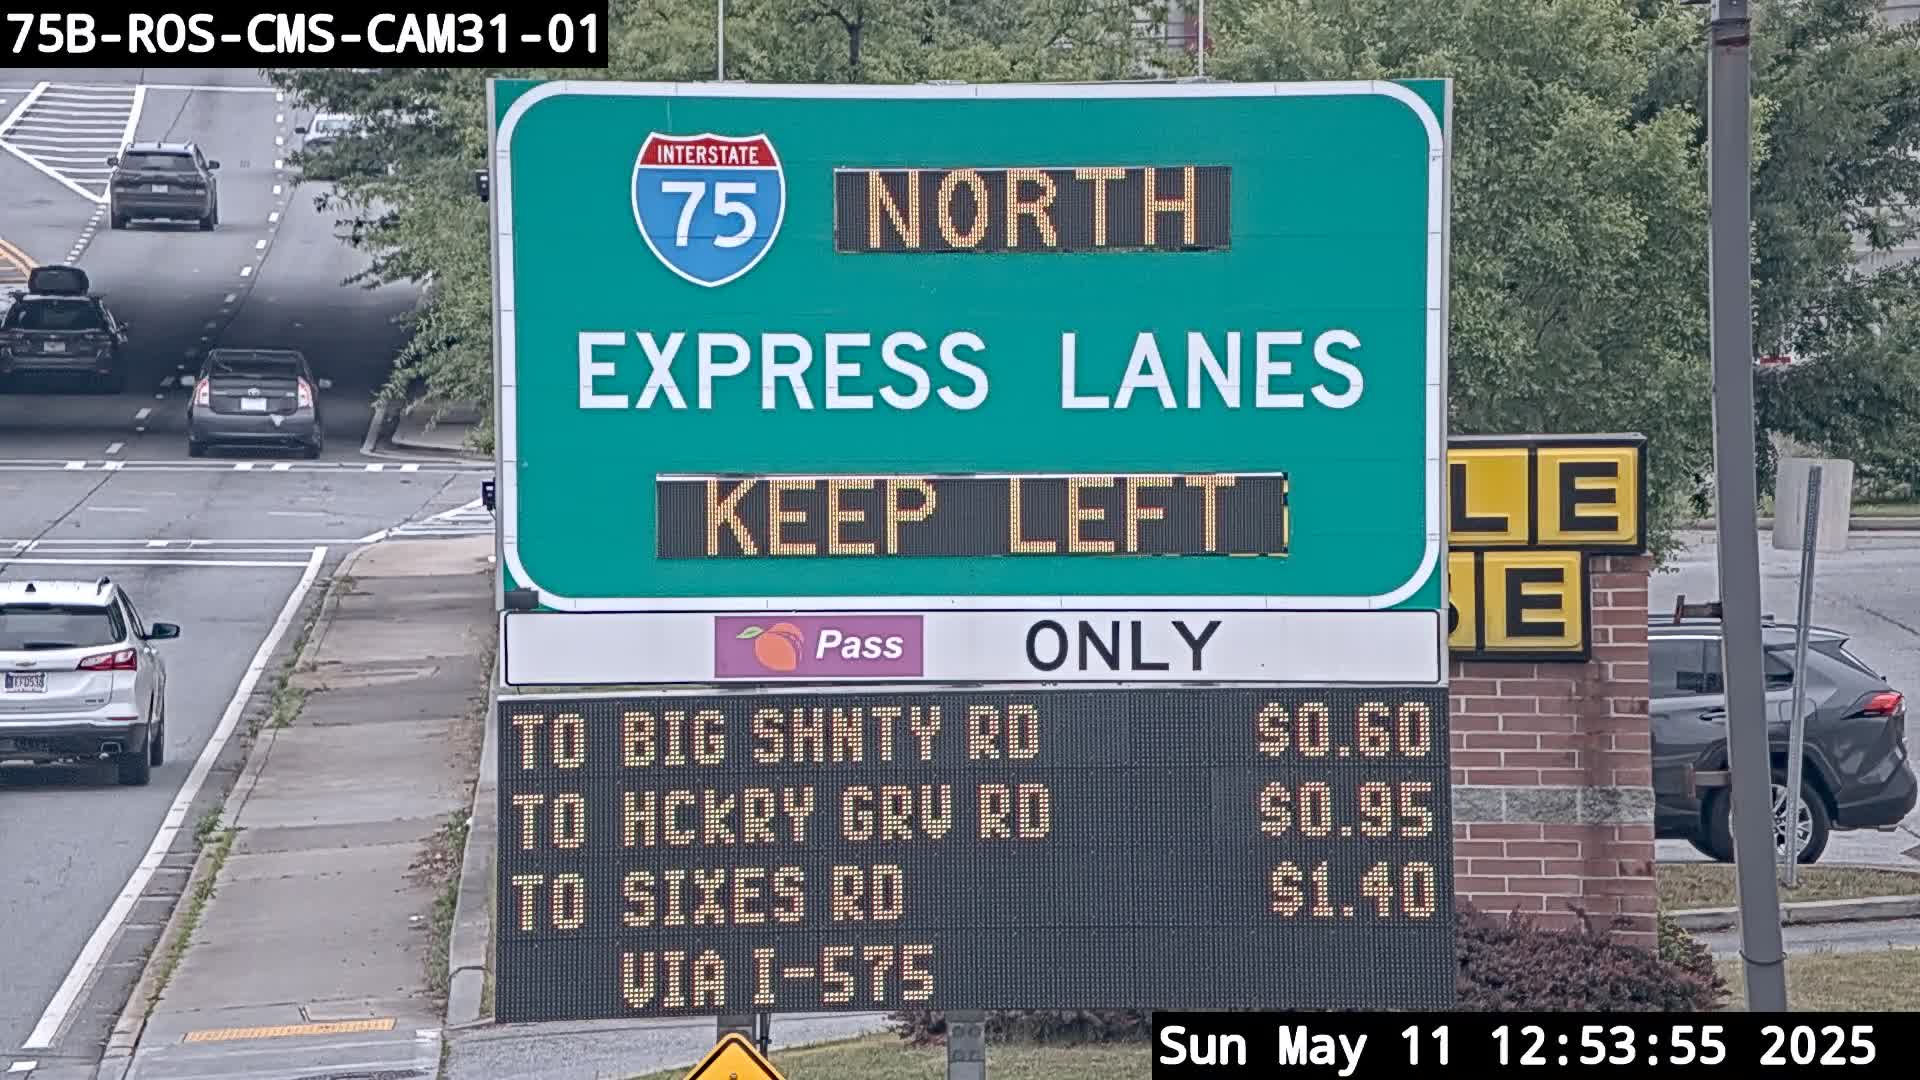 75B-ROS-CMS-CAM31-01
INTERSTATE
75
NORTH
EXPRESS LANES
KEEP LEFT
Pass ONLY
TO BIG SHNTY RD $0.60
TO HCKRY GRV RD $0.95
TO SIXES RD $1.40
VIA I-575
LE
E
Sun May 11 12:53:55 2025